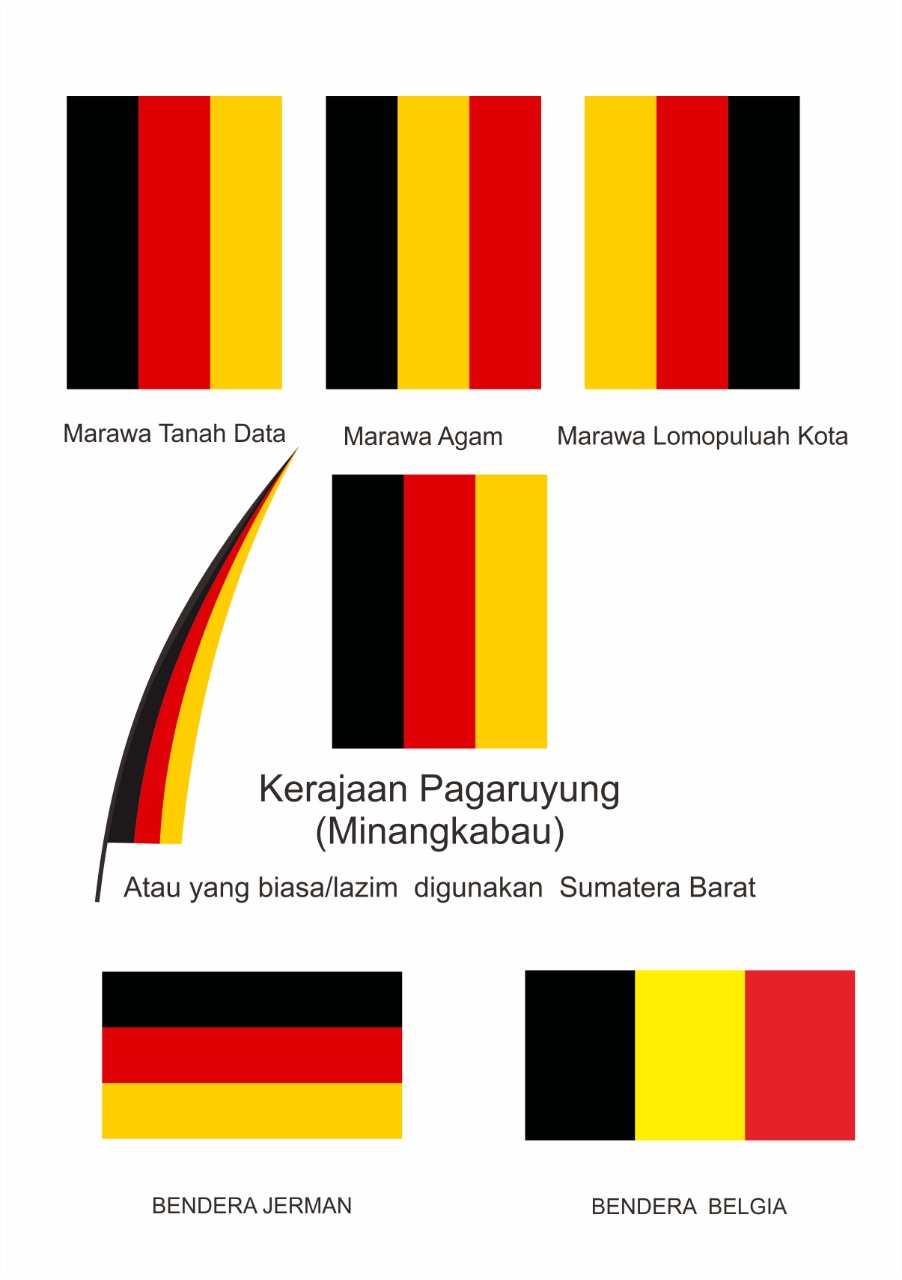 Marawa Tanah Data
Marawa Agam
Marawa Lomopuluah Kota
Kerajaan Pagaruyung
(Minangkabau)
Atau yang biasa/lazim digunakan Sumatera Barat
BENDERA JERMAN
BENDERA BELGIA